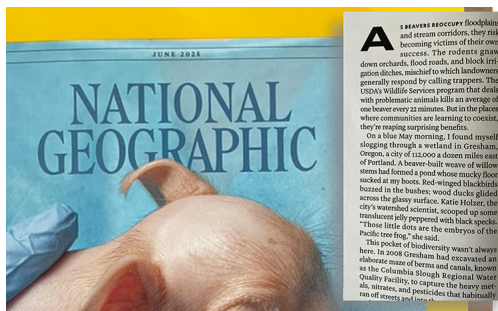 JUNE 2025
NATIONAL
GEOGRAPHIC
AS BEAVERS REOCCUPY floodplains
and stream corridors, they risk
becoming victims of their own
success. The rodents gnaw
down orchards, flood roads, and block irri-
gation ditches, mischief to which landowners
generally respond by calling trappers. The
USDA's Wildlife Services program that deals
with problematic animals kills an average of
one beaver every 22 minutes. But in the places
where communities are learning to coexist,
they're reaping surprising benefits.
On a blue May morning, I found myself
slogging through a wetland in Gresham,
Oregon, a city of 112,000 a dozen miles east
of Portland. A beaver-built weave of willow
stems had formed a pond whose mucky floor
sucked at my boots. Red-winged blackbirds
buzzed in the bushes; wood ducks glided
across the glassy surface. Katie Holzer, the
city's watershed scientist, scooped up some
translucent jelly peppered with black specks.
"Those little dots are the embryos of the
Pacific tree frog," she said.
This pocket of biodiversity wasn't always
here. In 2008 Gresham had excavated an
elaborate maze of berms and canals, known
as the Columbia Slough Regional Water
Quality Facility, to capture the heavy met-
als, nitrates, and pesticides that habitually
ran off streets and into